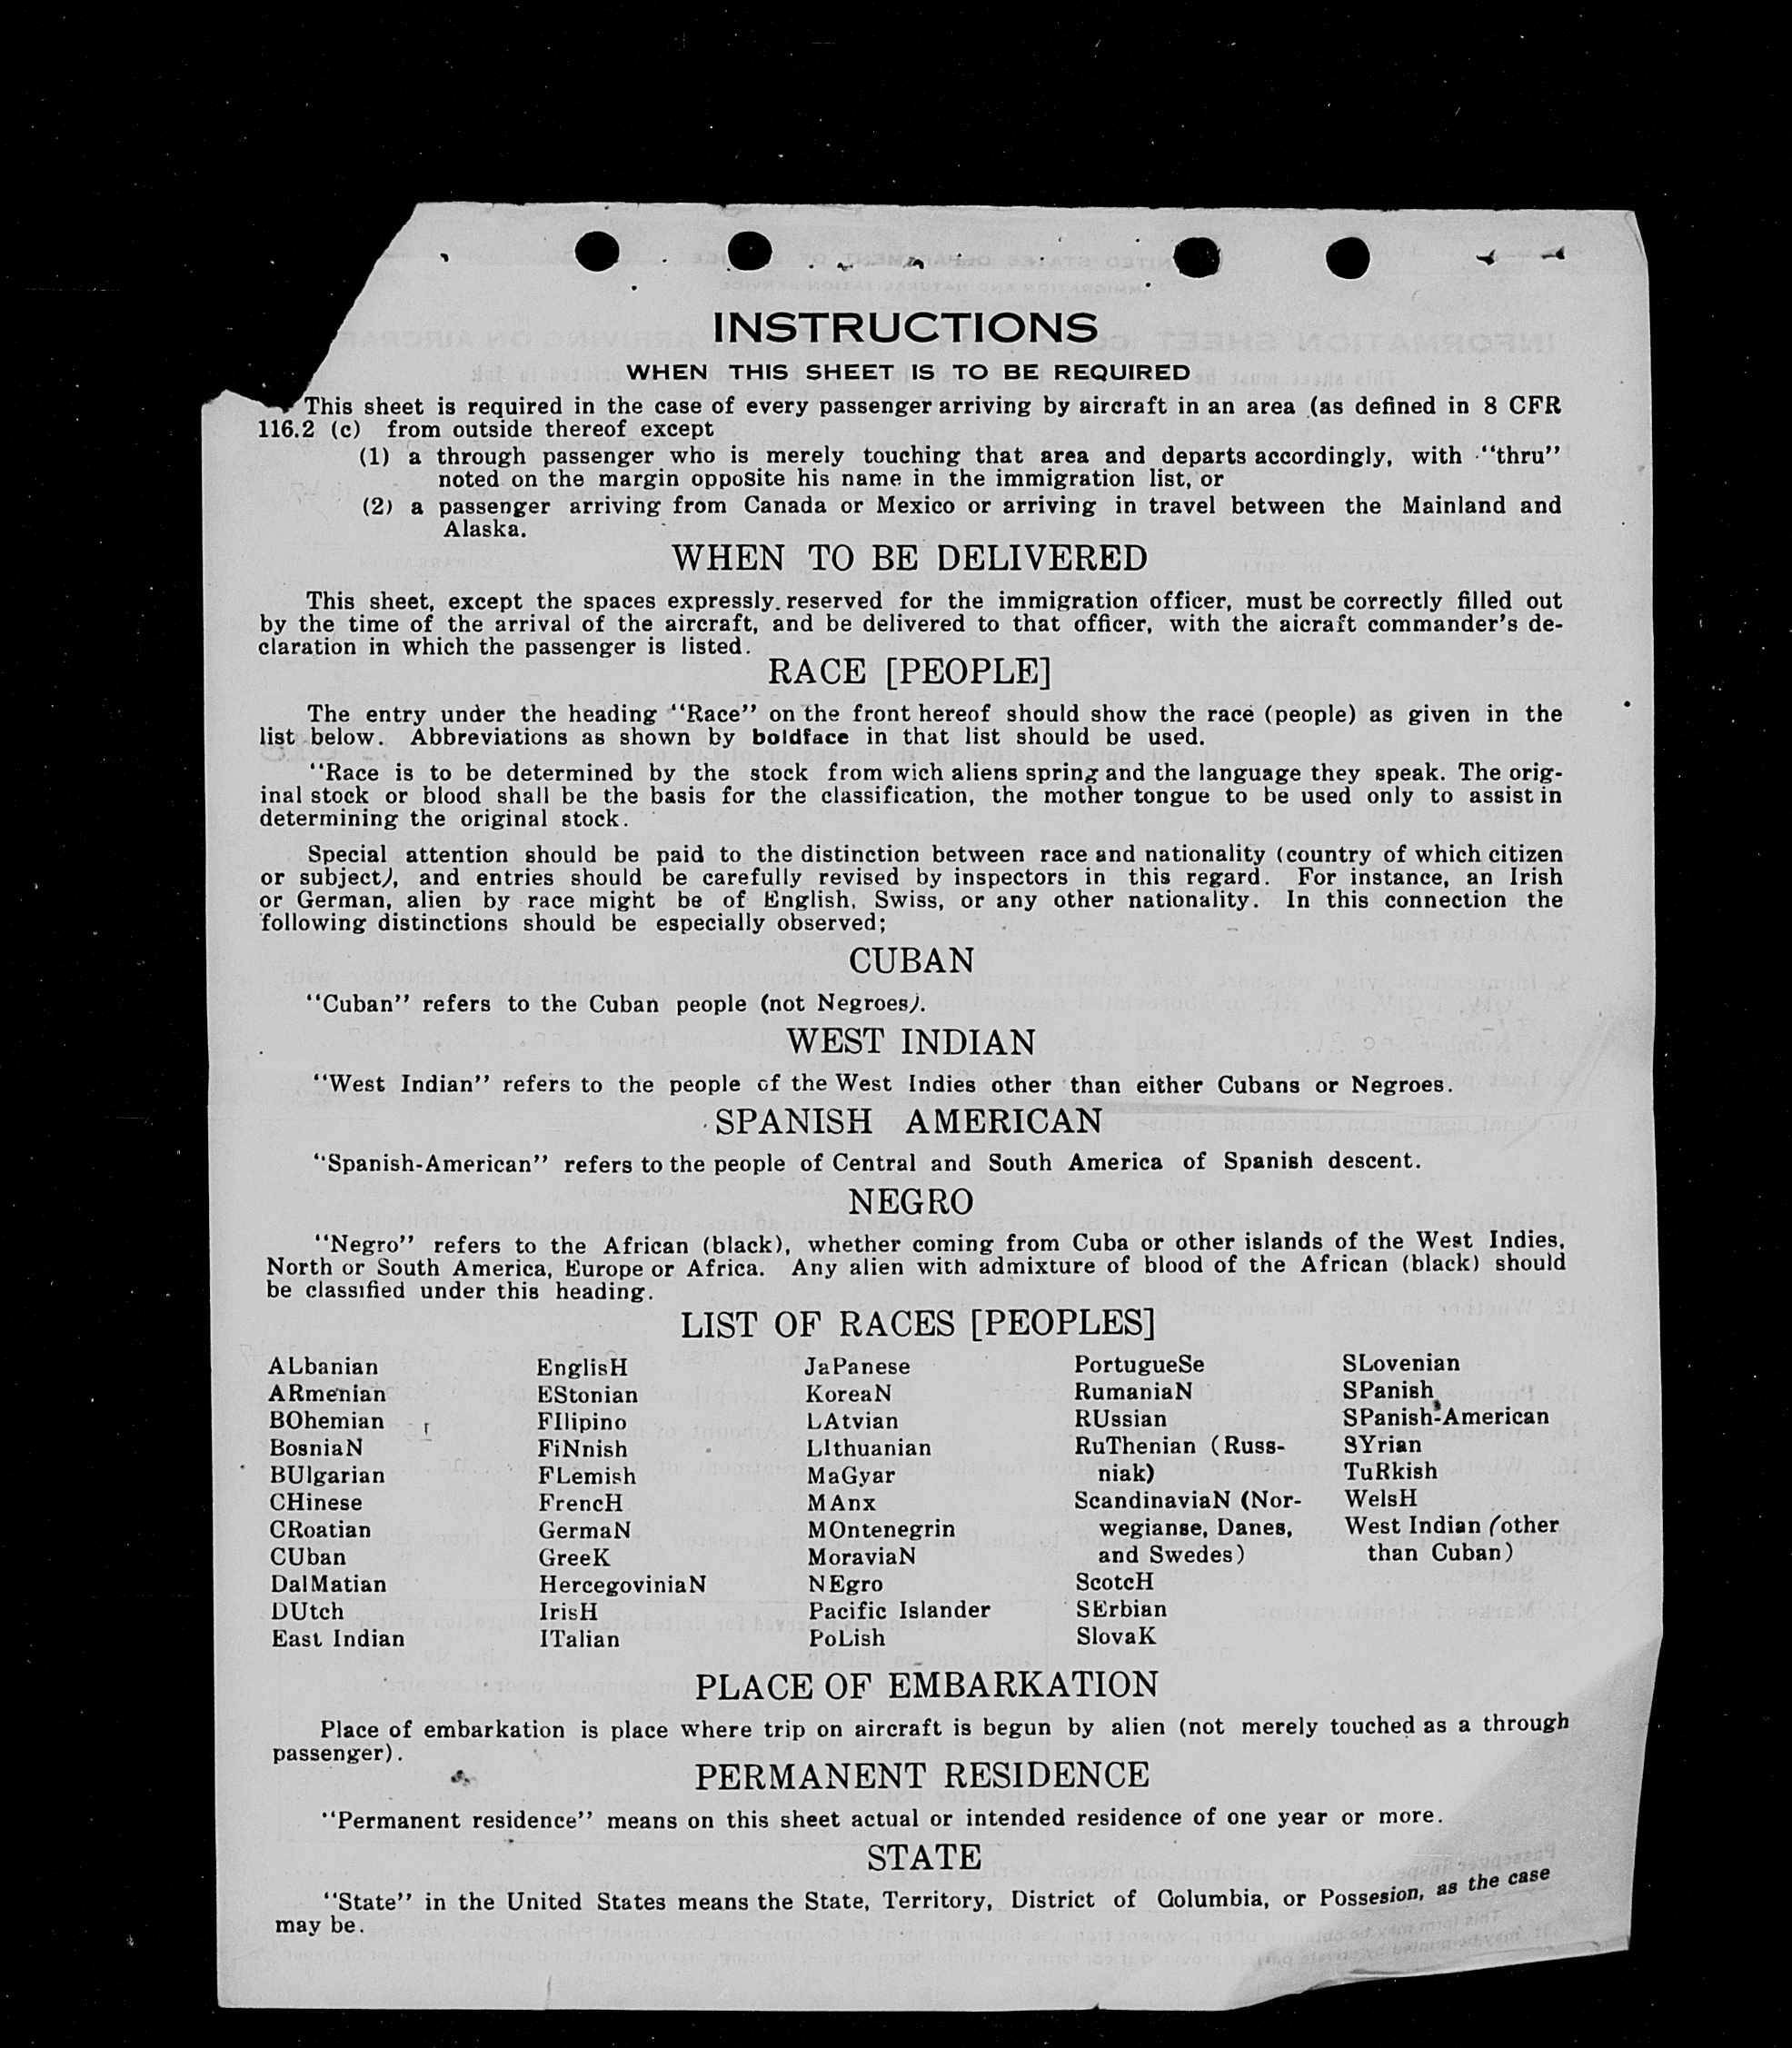 INSTRUCTIONS
WHEN THIS SHEET IS TO BE REQUIRED
This sheet is required in the case of every passenger arriving by aircraft in an area (as defined in 8 CFR
116.2 (c) from outside thereof except
(1) a through passenger who is merely touching that area and departs accordingly, with "thru"
noted on the margin opposite his name in the immigration list, or
(2) a passenger arriving from Canada or Mexico or arriving in travel between the Mainland and
Alaska.
WHEN TO BE DELIVERED
This sheet, except the spaces expressly reserved for the immigration officer, must be correctly filled out
by the time of the arrival of the aircraft, and be delivered to that officer, with the aicraft commander's de-
claration in which the passenger is listed.
RACE [PEOPLE]
The entry under the heading "Race" on the front hereof should show the race (people) as given in the
list below. Abbreviations as shown by boldface in that list should be used.
"Race is to be determined by the stock from wich aliens spring and the language they speak. The orig-
inal stock or blood shall be the basis for the classification, the mother tongue to be used only to assist in
determining the original stock.
Special attention should be paid to the distinction between race and nationality (country of which citizen
or subject), and entries should be carefully revised by inspectors in this regard. For instance, an Irish
or German, alien by race might be of English, Swiss, or any other nationality. In this connection the
following distinctions should be especially observed;
CUBAN
"Cuban" refers to the Cuban people (not Negroes).
WEST INDIAN
"West Indian" refers to the people of the West Indies other than either Cubans or Negroes.
SPANISH AMERICAN
"Spanish-American" refers to the people of Central and South America of Spanish descent.
NEGRO
"Negro" refers to the African (black), whether coming from Cuba or other islands of the West Indies,
North or South America, Europe or Africa. Any alien with admixture of blood of the African (black) should
be classified under this heading.
LIST OF RACES [PEOPLES]
ALbanian
ARmenian
BOhemian
BosniaN
BUlgarian
CHinese
CRoatian
CUban
DalMatian
DUtch
East Indian
EnglisH
EStonian
FIlipino
FiNnish
FLemish
FrencH
GermaN
GreeK
HercegoviniaN
IrisH
ITalian
JaPanese
KoreaN
LAtvian
LIthuanian
MaGyar
MAnx
MOntenegrin
MoraviaN
NEgro
Pacific Islander
PoLish
PortugueSe
RumaniaN
RUssian
RuThenian (Russ-
niak)
ScandinaviaN (Nor-
wegianse, Danes,
and Swedes)
ScotcH
SErbian
SlovaK
SLovenian
SPanish
SPanish-American
SYrian
TuRkish
WelsH
West Indian (other
than Cuban)
PLACE OF EMBARKATION
Place of embarkation is place where trip on aircraft is begun by alien (not merely touched as a through
passenger).
PERMANENT RESIDENCE
"Permanent residence" means on this sheet actual or intended residence of one year or more.
STATE
"State" in the United States means the State, Territory, District of Columbia, or Possesion, as the case
may be.